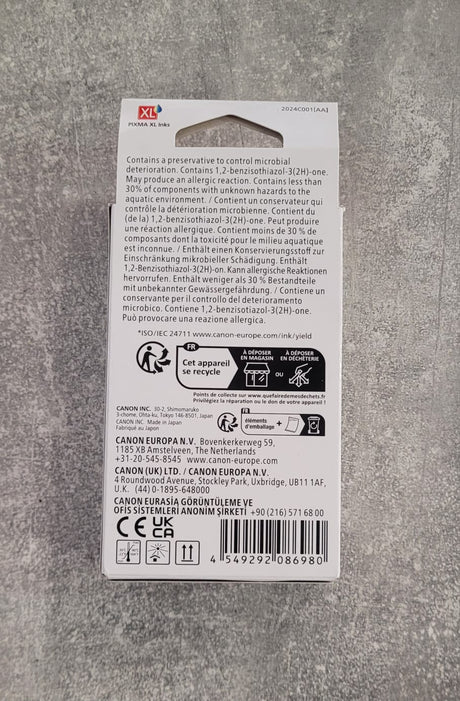 XL
PIXMA XL Inks
2024C001[AA]
Contains a preservative to control microbial
deterioration. Contains 1,2-benzisothiazol-3(2H)-one.
May produce an allergic reaction. Contains less than
30% of components with unknown hazards to the
aquatic environment. / Contient un conservateur qui
contrôle la détérioration microbienne. Contient du
(de la) 1,2-benzisothiazol-3(2H)-one. Peut produire
une réaction allergique. Contient moins de 30 % de
composants dont la toxicité pour le milieu aquatique
est inconnue. / Enthält einen Konservierungsstoff zur
Einschränkung mikrobieller Schädigung. Enthält
1,2-Benzisothiazol-3(2H)-on. Kann allergische Reaktionen
hervorrufen. Enthält weniger als 30 % Bestandteile
mit unbekannter Gewässergefährdung. / Contiene un
conservante per il controllo del deterioramento
microbico. Contiene 1,2-benzisotiazol-3(2H)-one.
Può provocare una reazione allergica.
*ISO/IEC 24711 www.canon-europe.com/ink/yield
FR
Cet appareil
se recycle
À DÉPOSER
EN MAGASIN
OU
À DÉPOSER
EN DÉCHÈTERIE
Points de collecte sur www.quefairedemesdechets.fr
Privilégiez la réparation ou le don de votre appareil !
CANON INC. 30-2, Shimomaruko
3-chome, Ohta-ku, Tokyo 146-8501, Japan
CANON INC. Made in Japan
Fabriqué au Japon
FR
éléments
d'emballage
+
CANON EUROPA N.V. Bovenkerkerweg 59,
1185 XB Amstelveen, The Netherlands
+31-20-545-8545 www.canon-europe.com
CANON (UK) LTD. / CANON EUROPA N.V.
4 Roundwood Avenue, Stockley Park, Uxbridge, UB11 1AF,
U.K. (44) 0-1895-648000
CANON EURASİA GÖRÜNTÜLEME VE
OFİS SİSTEMLERİ ANONİM ŞİRKETİ +90 (216) 571 68 00
CE UK
CA
4 549292 086980